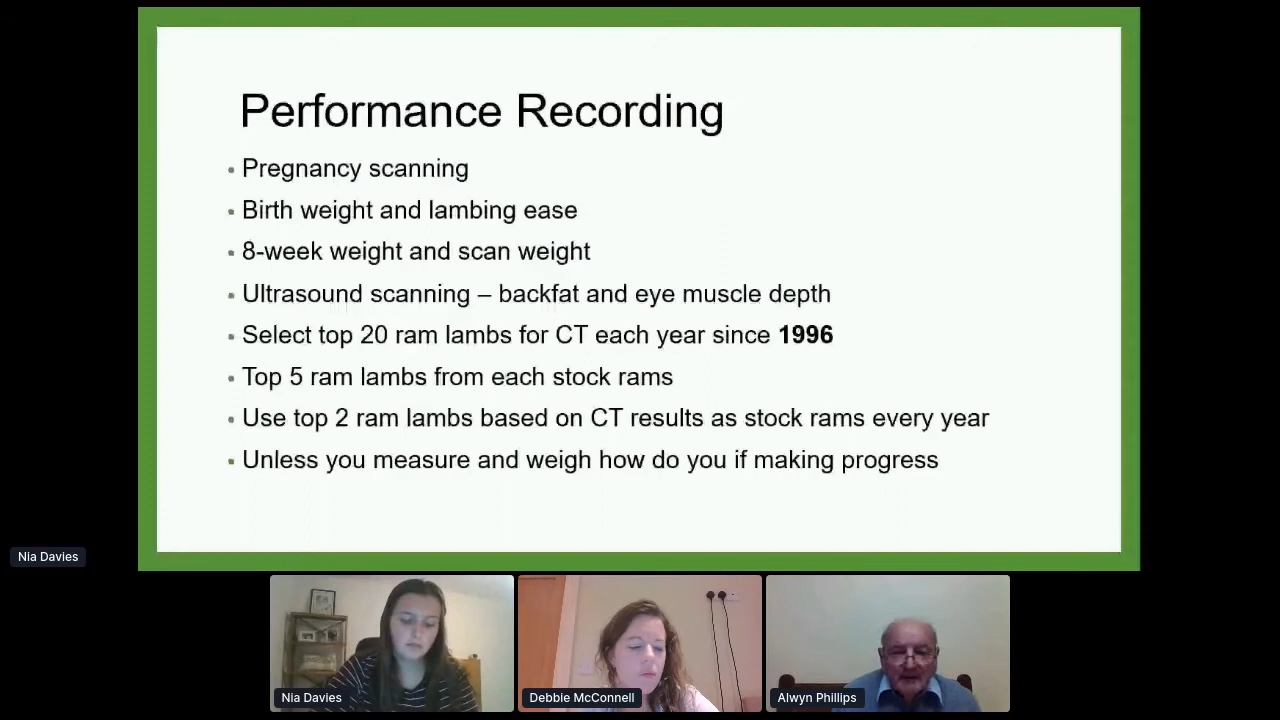 Performance Recording
Pregnancy scanning
Birth weight and lambing ease
8-week weight and scan weight
Ultrasound scanning – backfat and eye muscle depth
Select top 20 ram lambs for CT each year since 1996
Top 5 ram lambs from each stock rams
Use top 2 ram lambs based on CT results as stock rams every year
Unless you measure and weigh how do you if making progress
Nia Davies
Nia Davies
Debbie McConnell
Alwyn Phillips